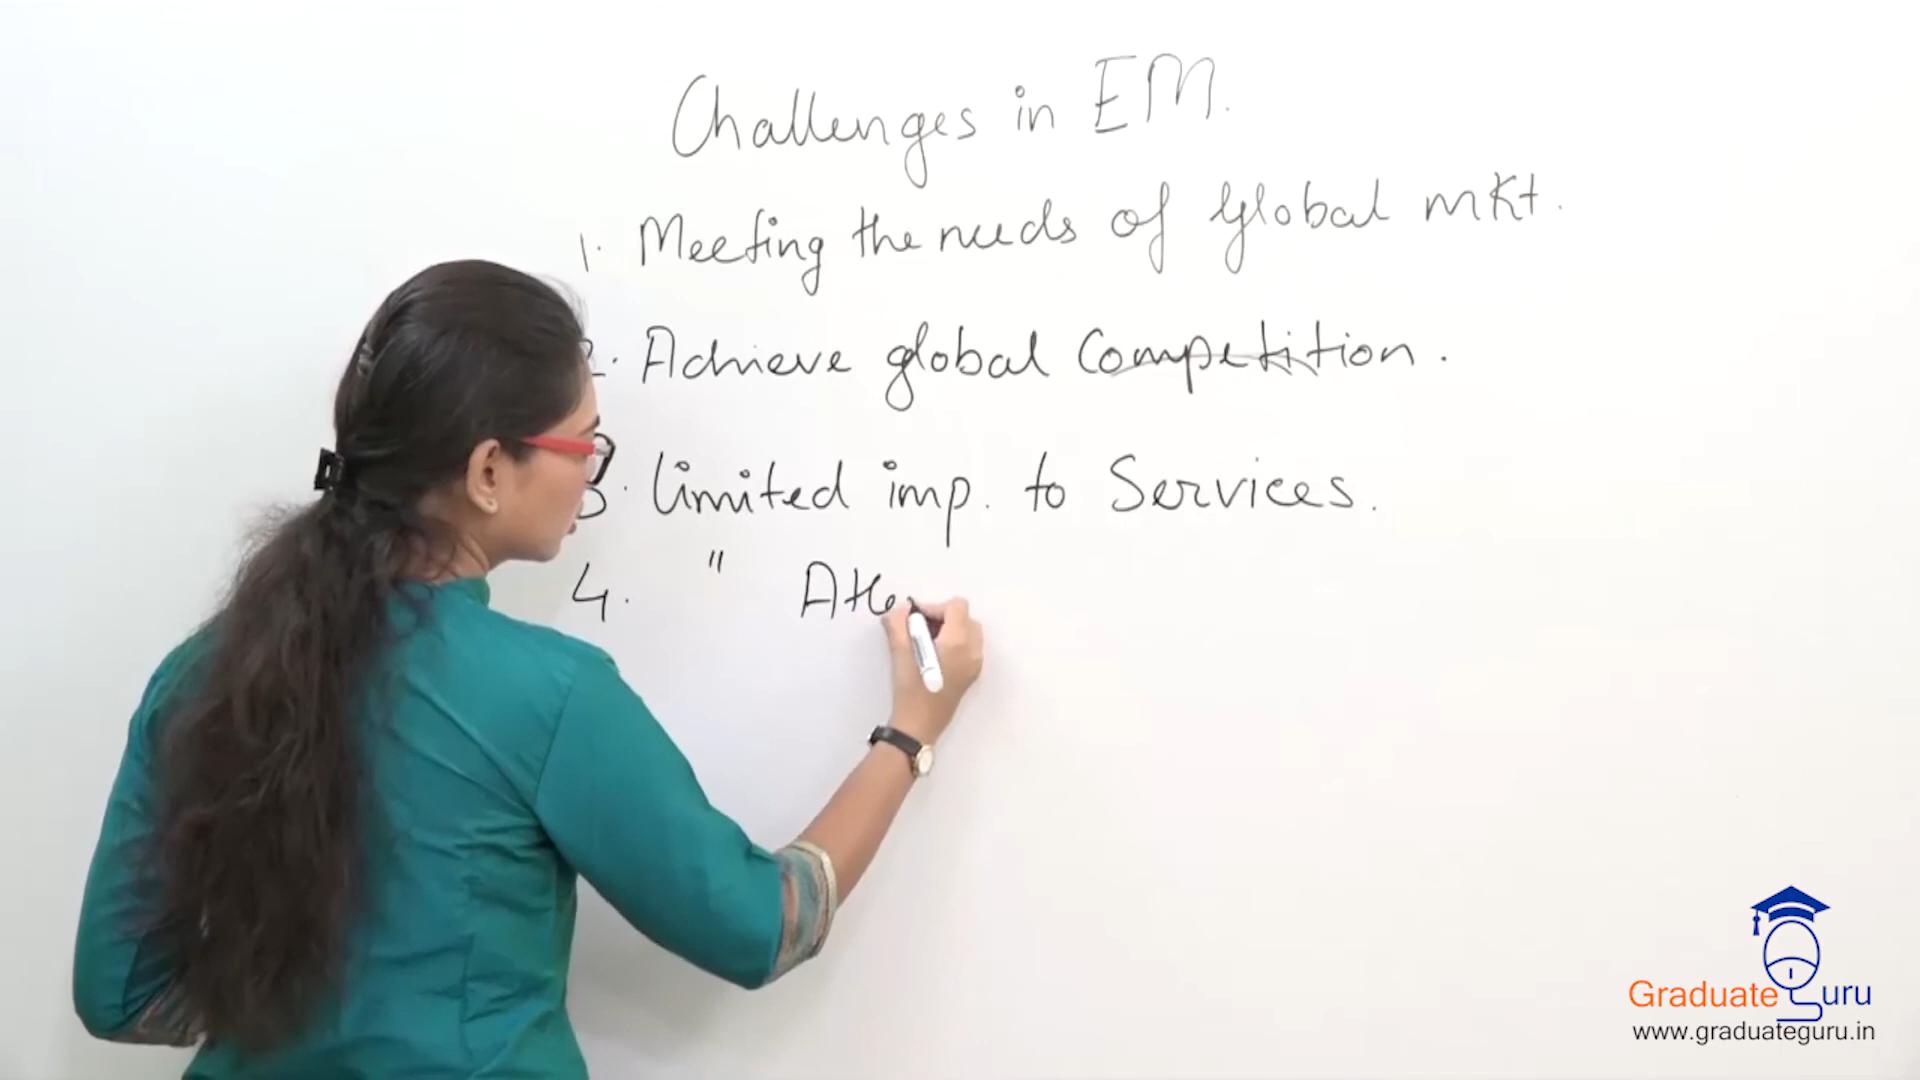 Challenges in EM.
1. Meeting the needs of global mkt.
2. Achieve global Competition.
3. limited imp. to Services.
4. " Atte
Graduate Guru
www.graduateguru.in